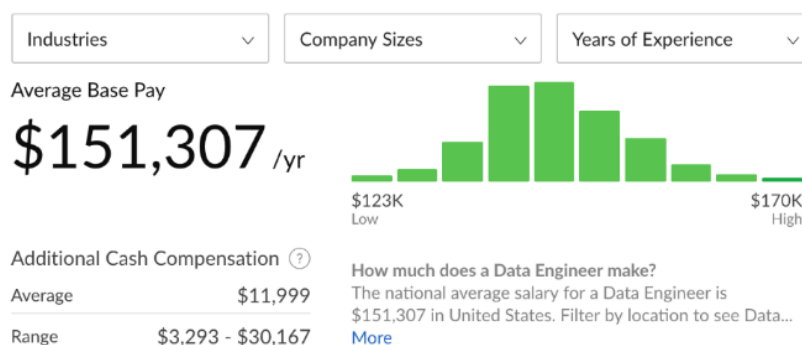 Industries
Company Sizes
Years of Experience
Average Base Pay
$151,307 /yr
$123K
Low
$170K
High
Additional Cash Compensation ?
Average $11,999
Range $3,293 - $30,167
How much does a Data Engineer make?
The national average salary for a Data Engineer is
$151,307 in United States. Filter by location to see Data...
More